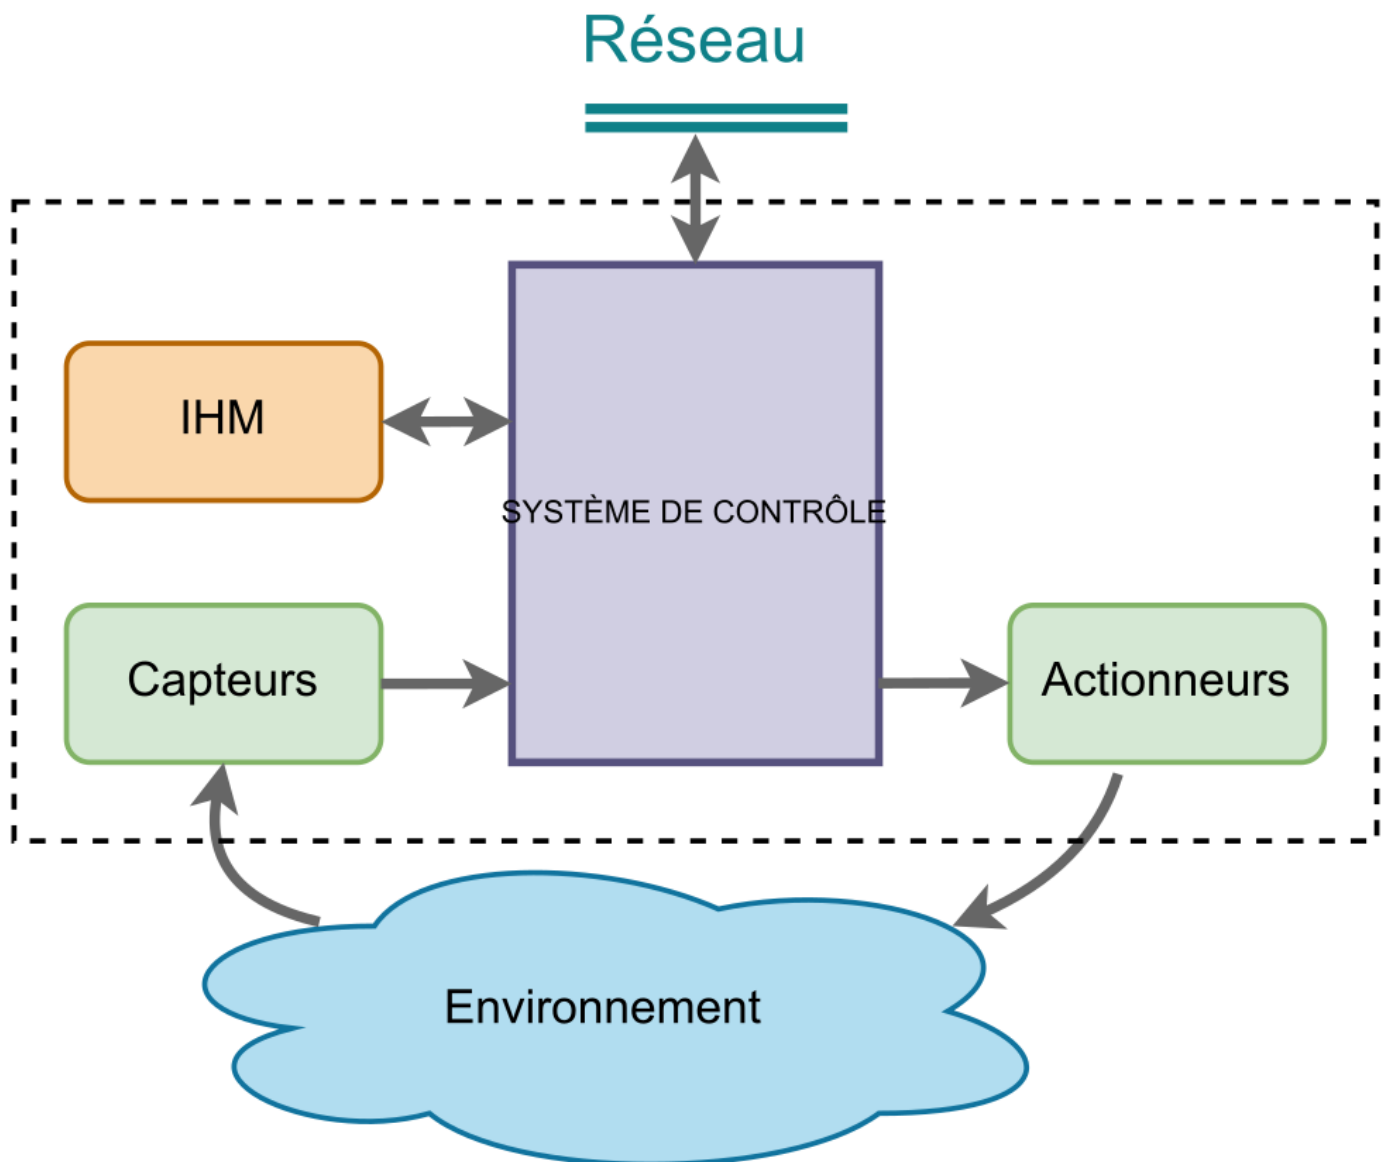 Réseau
IHM
SYSTÈME DE CONTRÔLE
Capteurs
Actionneurs
Environnement